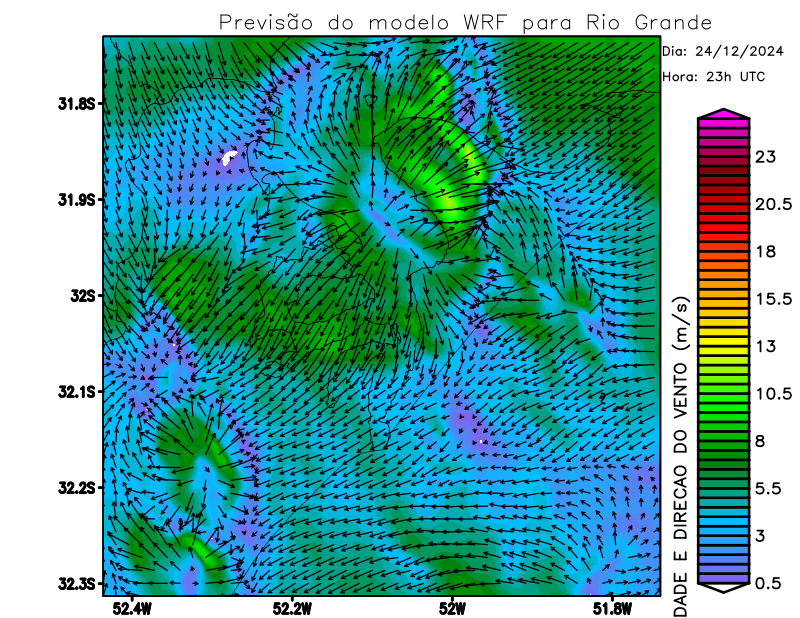 Previsão do modelo WRF para Rio Grande
Dia: 24/12/2024
Hora: 23h UTC
31.8S
31.9S
32S
32.1S
32.2S
32.3S
52.4W
52.2W
52W
51.8W
23
20.5
18
15.5
13
10.5
8
5.5
3
0.5
DADE E DIRECAO DO VENTO (m/s)